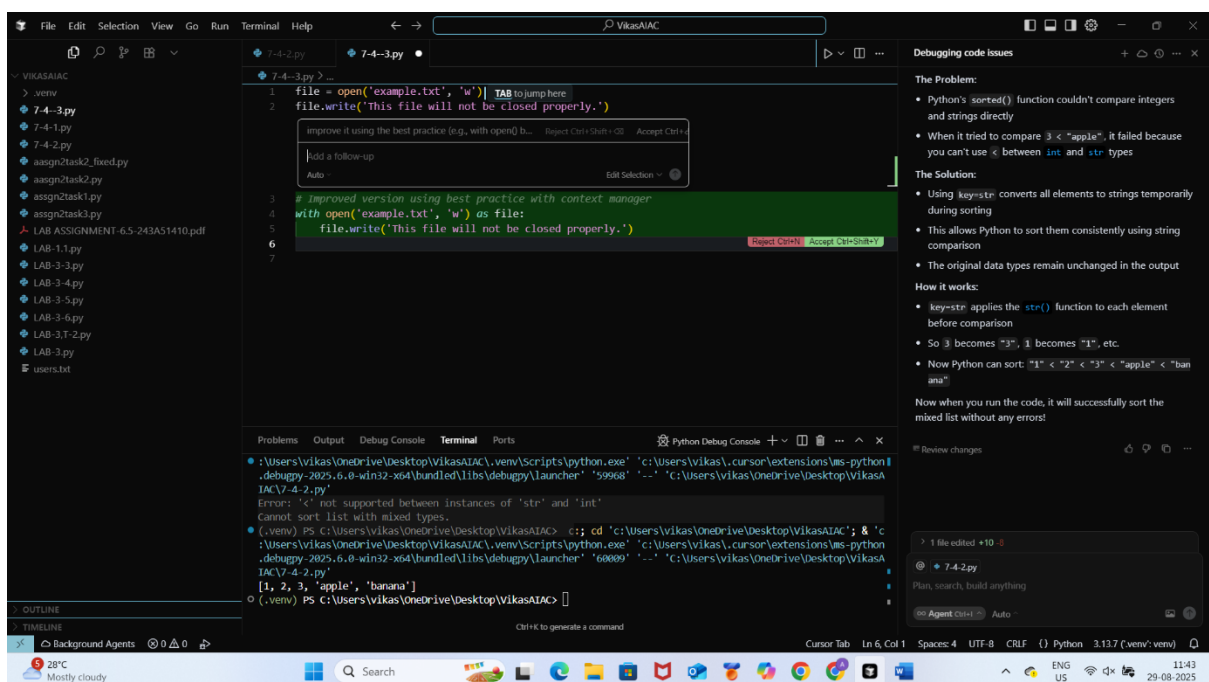 File Edit Selection View Go Run Terminal Help
VikasAIAC
VIKASAIAC
> .venv
7-4--3.py
7-4-1.py
7-4-2.py
aasgn2task2_fixed.py
aasgn2task2.py
assgn2task1.py
assgn2task3.py
LAB ASSIGNMENT-6.5-243A51410.pdf
LAB-1.1.py
LAB-3-3.py
LAB-3-4.py
LAB-3-5.py
LAB-3-6.py
LAB-3,T-2.py
LAB-3.py
users.txt
> OUTLINE
> TIMELINE
7-4-2.py
7-4--3.py
7-4--3.py > ...
1 file = open('example.txt', 'w') TAB to jump here
2 file.write('This file will not be closed properly.')
improve it using the best practice (e.g., with open() b... Reject Ctrl+Shift+⌫ Accept Ctrl+
Add a follow-up
Auto Edit Selection
3 # Improved version using best practice with context manager
4 with open('example.txt', 'w') as file:
5 file.write('This file will not be closed properly.')
6 Reject Ctrl+N Accept Ctrl+Shift+Y
7
Problems Output Debug Console Terminal Ports
Python Debug Console
:\Users\vikas\OneDrive\Desktop\VikasAIAC\.venv\Scripts\python.exe' 'c:\Users\vikas\.cursor\extensions\ms-python
.debugpy-2025.6.0-win32-x64\bundled\libs\debugpy\launcher' '59968' '--' 'C:\Users\vikas\OneDrive\Desktop\VikasA
IAC\7-4-2.py'
Error: '<' not supported between instances of 'str' and 'int'
Cannot sort list with mixed types.
(.venv) PS C:\Users\vikas\OneDrive\Desktop\VikasAIAC> c:; cd 'c:\Users\vikas\OneDrive\Desktop\VikasAIAC'; & 'c
:\Users\vikas\OneDrive\Desktop\VikasAIAC\.venv\Scripts\python.exe' 'c:\Users\vikas\.cursor\extensions\ms-python
.debugpy-2025.6.0-win32-x64\bundled\libs\debugpy\launcher' '60009' '--' 'C:\Users\vikas\OneDrive\Desktop\VikasA
IAC\7-4-2.py'
[1, 2, 3, 'apple', 'banana']
(.venv) PS C:\Users\vikas\OneDrive\Desktop\VikasAIAC>
Ctrl+K to generate a command
Debugging code issues
The Problem:
• Python's sorted() function couldn't compare integers
and strings directly
• When it tried to compare 3 < "apple", it failed because
you can't use < between int and str types
The Solution:
• Using key=str converts all elements to strings temporarily
during sorting
• This allows Python to sort them consistently using string
comparison
• The original data types remain unchanged in the output
How it works:
• key=str applies the str() function to each element
before comparison
• So 3 becomes "3", 1 becomes "1", etc.
• Now Python can sort: "1" < "2" < "3" < "apple" < "ban
ana"
Now when you run the code, it will successfully sort the
mixed list without any errors!
Review changes
> 1 file edited +10 -8
@ 7-4-2.py
Plan, search, build anything
Agent Ctrl+I Auto
Background Agents 0 0
Cursor Tab Ln 6, Col 1 Spaces: 4 UTF-8 CRLF {} Python 3.13.7 ('.venv': venv)
5
28°C
Mostly cloudy
Search
ENG
US
11:43
29-08-2025